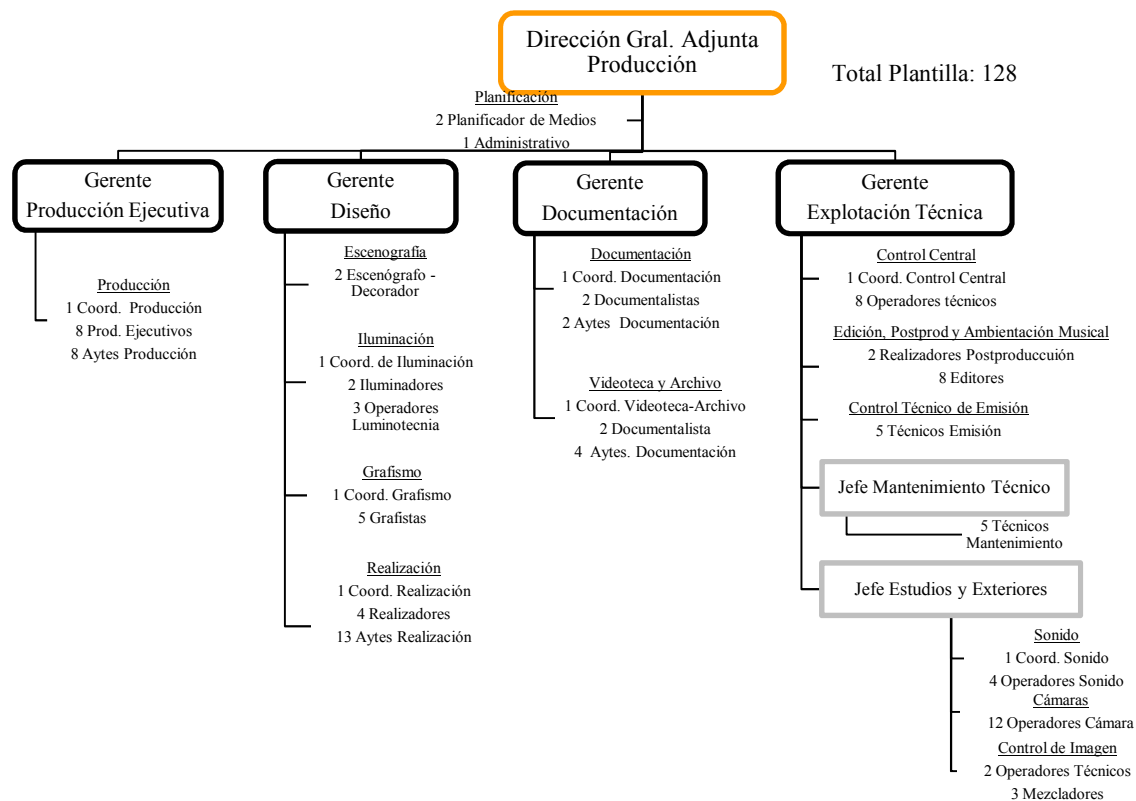 Dirección Gral. Adjunta
Producción
Total Plantilla: 128
Planificación
2 Planificador de Medios
1 Administrativo
Gerente
Producción Ejecutiva
Producción
1 Coord. Producción
8 Prod. Ejecutivos
8 Aytes Producción
Gerente
Diseño
Escenografía
2 Escenógrafo -
Decorador
Iluminación
1 Coord. de Iluminación
2 Iluminadores
3 Operadores
Luminotecnia
Grafismo
1 Coord. Grafismo
5 Grafistas
Realización
1 Coord. Realización
4 Realizadores
13 Aytes Realización
Gerente
Documentación
Documentación
1 Coord. Documentación
2 Documentalistas
2 Aytes Documentación
Videoteca y Archivo
1 Coord. Videoteca-Archivo
2 Documentalista
4 Aytes. Documentación
Gerente
Explotación Técnica
Control Central
1 Coord. Control Central
8 Operadores técnicos
Edición, Postprod y Ambientación Musical
2 Realizadores Postproduccuión
8 Editores
Control Técnico de Emisión
5 Técnicos Emisión
Jefe Mantenimiento Técnico
5 Técnicos
Mantenimiento
Jefe Estudios y Exteriores
Sonido
1 Coord. Sonido
4 Operadores Sonido
Cámaras
12 Operadores Cámara
Control de Imagen
2 Operadores Técnicos
3 Mezcladores